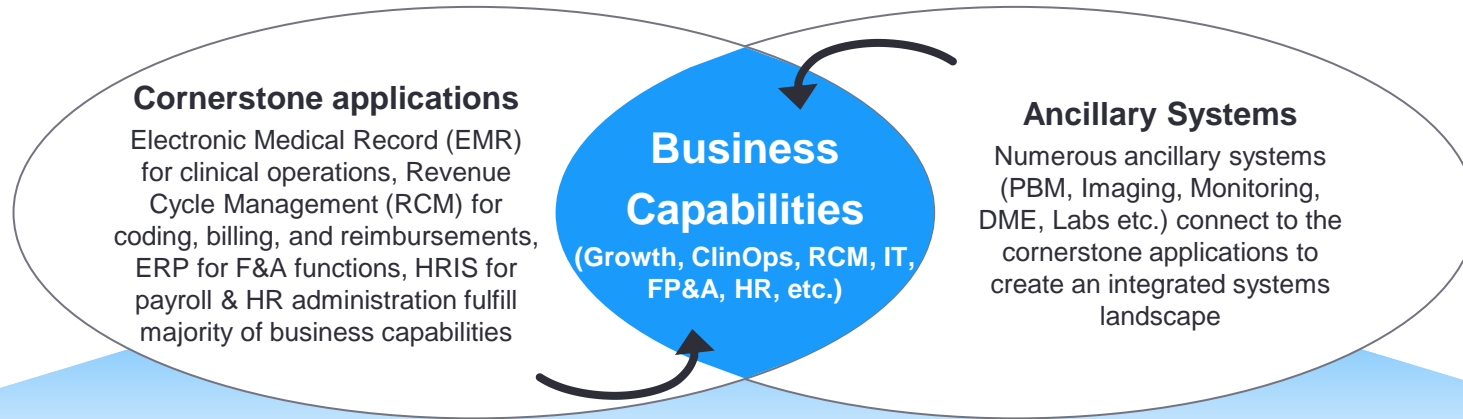 Cornerstone applications
Electronic Medical Record (EMR)
for clinical operations, Revenue
Cycle Management (RCM) for
coding, billing, and reimbursements,
ERP for F&A functions, HRIS for
payroll & HR administration fulfill
majority of business capabilities
Business
Capabilities
(Growth, ClinOps, RCM, IT,
FP&A, HR, etc.)
Ancillary Systems
Numerous ancillary systems
(PBM, Imaging, Monitoring,
DME, Labs etc.) connect to the
cornerstone applications to
create an integrated systems
landscape